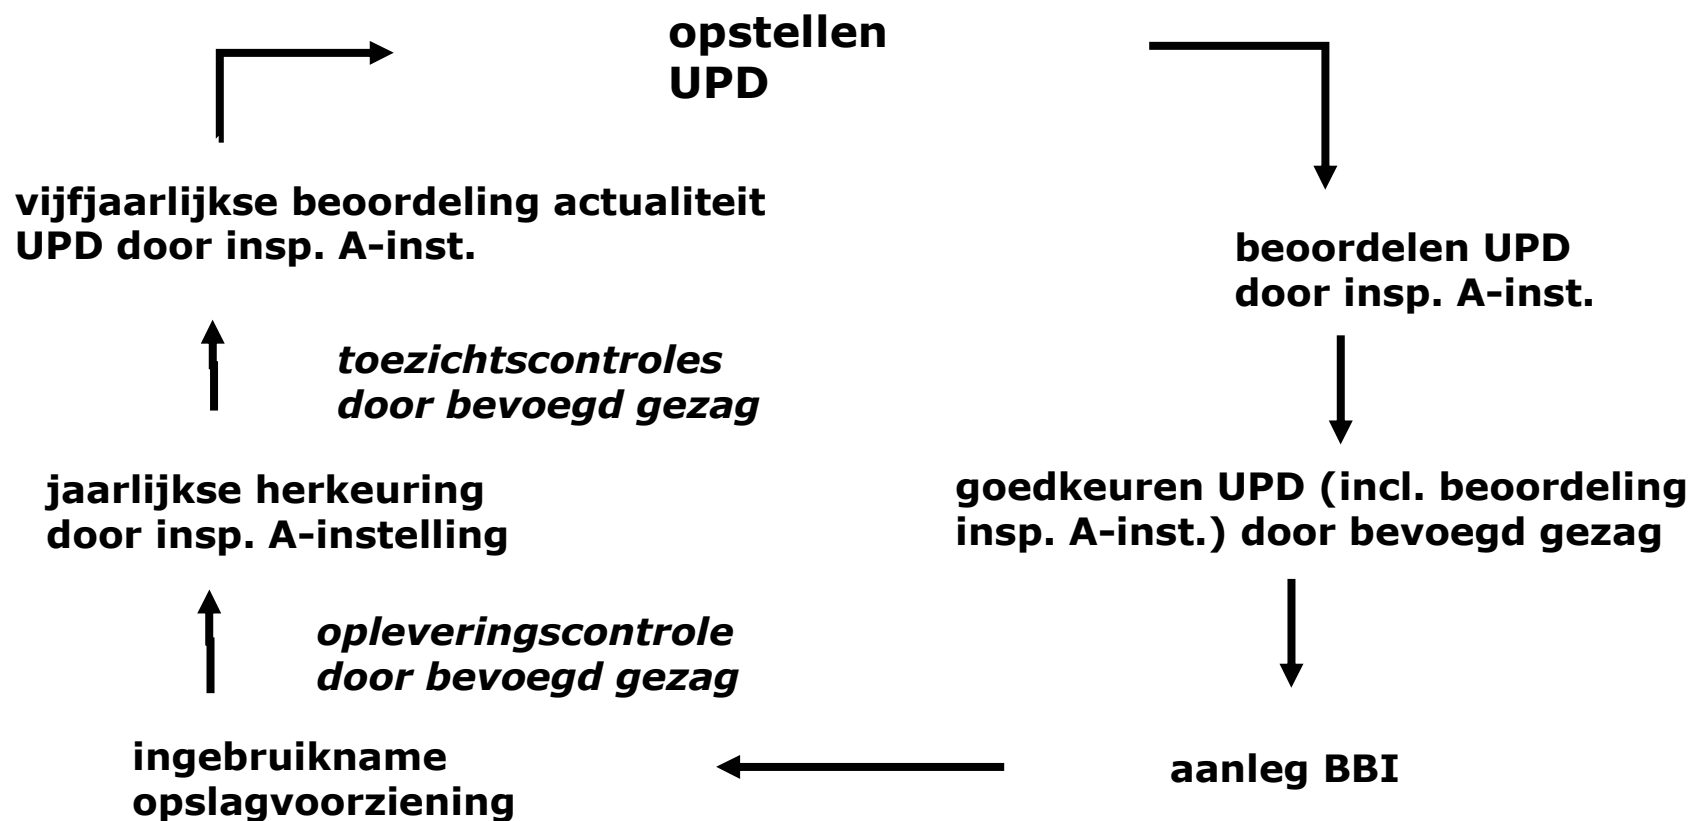 opstellen
UPD
vijfjaarlijkse beoordeling actualiteit
UPD door insp. A-inst.
beoordelen UPD
door insp. A-inst.
toezichtscontroles
door bevoegd gezag
jaarlijkse herkeuring
door insp. A-instelling
goedkeuren UPD (incl. beoordeling
insp. A-inst.) door bevoegd gezag
opleveringscontrole
door bevoegd gezag
ingebruikname
opslagvoorziening
aanleg BBI